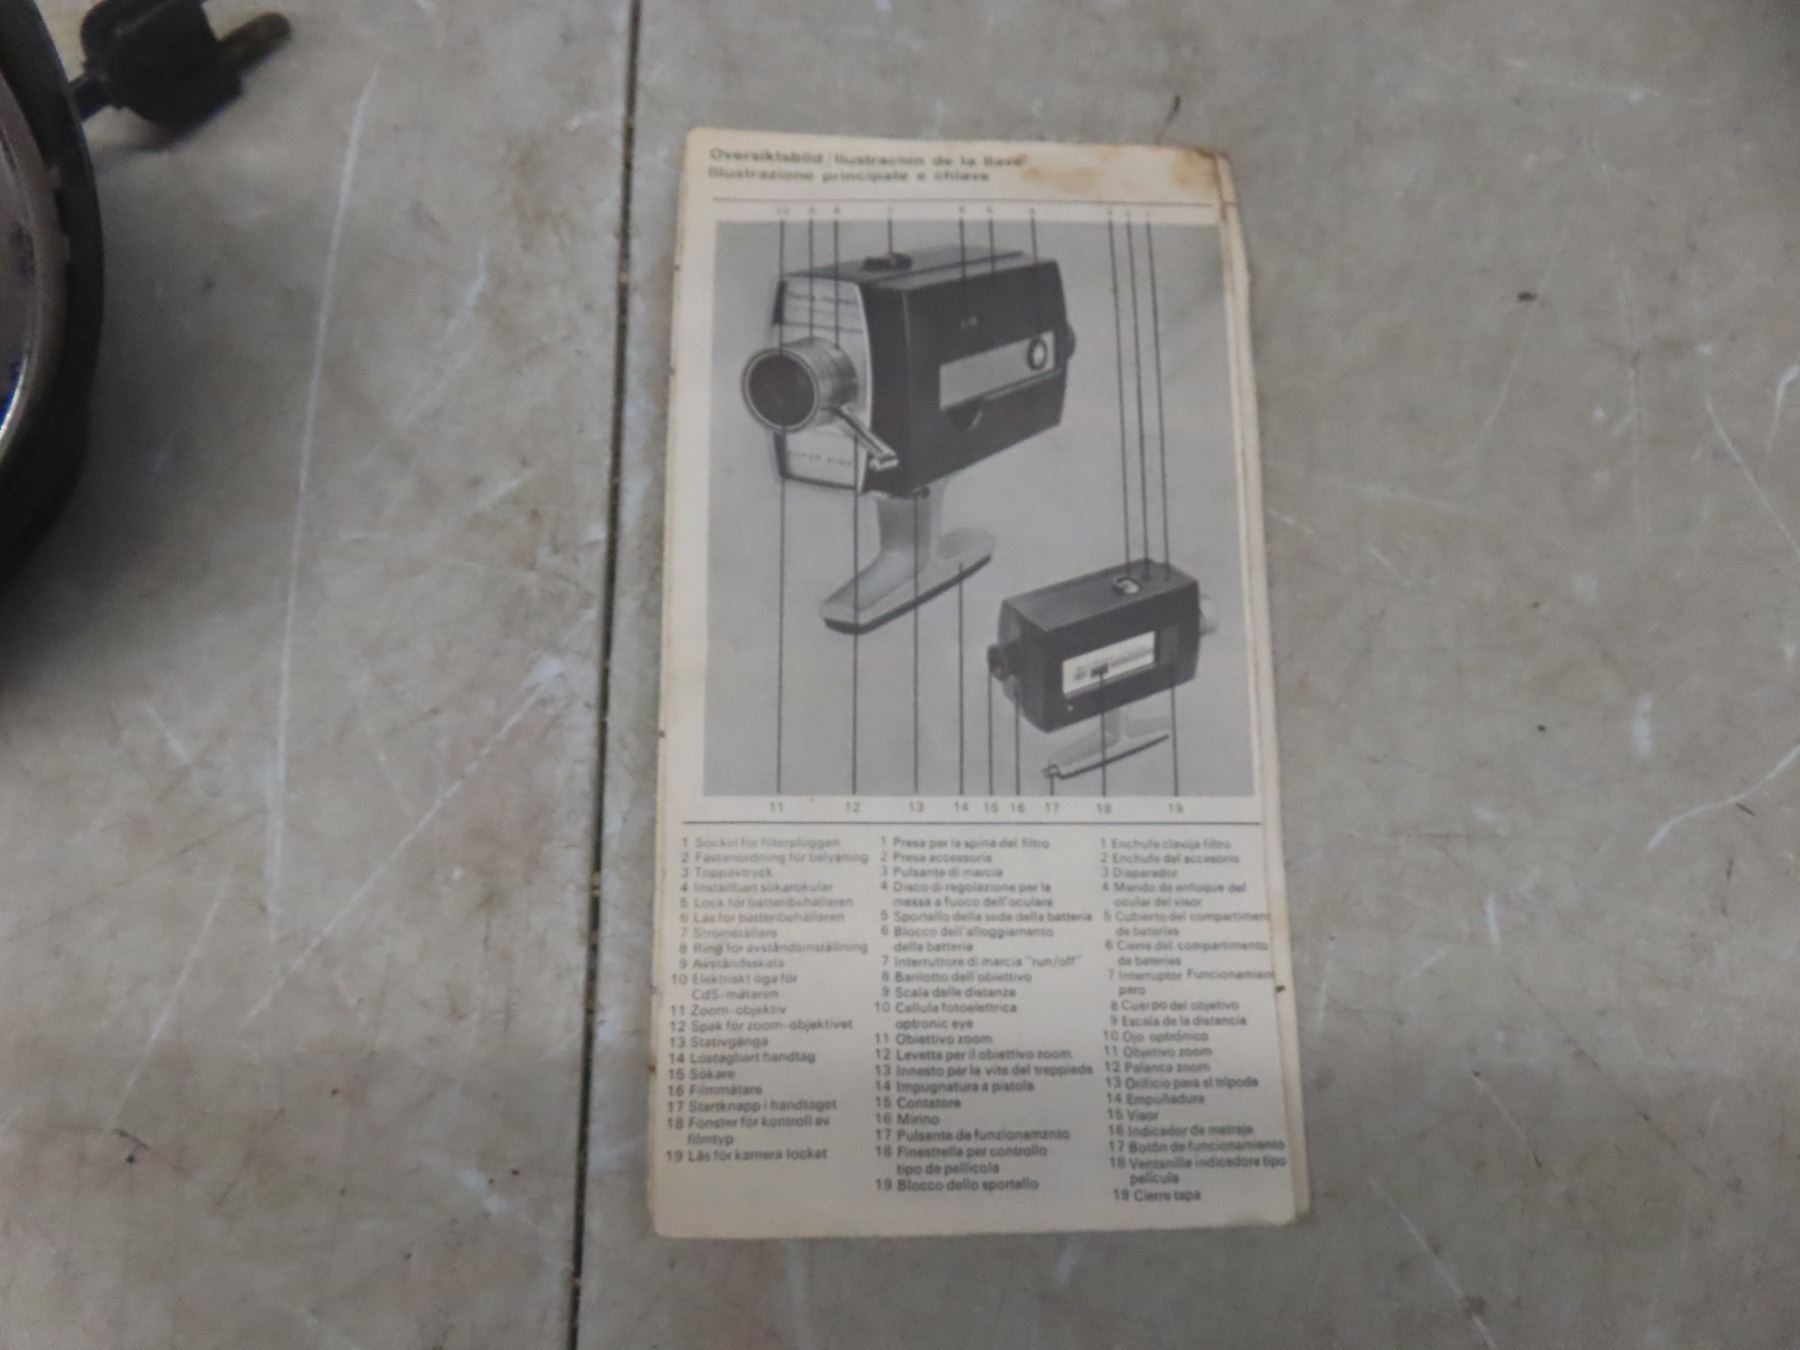 Oversiktsbild/Ilustración de la llave
Illustrazione principale e chiave
11 12 13 14 15 16 17 18 19
1 Sockel för filterpluggen
2 Fästanordning för belysning
3 Toppavtryck
4 Inställbart sökarokular
5 Lock för batteribehållaren
6 Lås för batteribehållaren
7 Strömställare
8 Ring för avståndsinställning
9 Avståndsskala
10 Elektriskt öga för
CdS-mätaren
11 Zoom-objektiv
12 Spak för zoom-objektivet
13 Stativgänga
14 Löstagbart handtag
15 Sökare
16 Filmmätare
17 Startknapp i handtaget
18 Fönster för kontroll av
filmtyp
19 Lås för kamera locket
1 Presa per la spina del filtro
2 Presa accessoria
3 Pulsante di marcia
4 Disco di regolazione per la
messa a fuoco dell'oculare
5 Sportello della sede della batteria
6 Blocco dell'alloggiamento
della batteria
7 Interruttore di marcia "run/off"
8 Barilotto dell'obiettivo
9 Scala delle distanze
10 Cellula fotoelettrica
optronic eye
11 Obiettivo zoom
12 Levetta per il obiettivo zoom
13 Innesto per la vite del treppiede
14 Impugnatura a pistola
15 Contatore
16 Mirino
17 Pulsante de funzionamznto
18 Finestrella per controllo
tipo de pellicola
19 Blocco dello sportello
1 Enchufe clavija filtro
2 Enchufe del accesorio
3 Disparador
4 Mando de enfoque del
ocular del visor
5 Cubierto del compartiment
de baterias
6 Cierre del compartimento
de baterias
7 Interruptor Funcionamien
paro
8 Cuerpo del objetivo
9 Escala de la distancia
10 Ojo optrónico
11 Objetivo zoom
12 Palanca zoom
13 Orificio para el trípode
14 Empuñadura
15 Visor
16 Indicador de metraje
17 Botón de funcionamiento
18 Ventanilla indicadora tipo
película
19 Cierre tapa